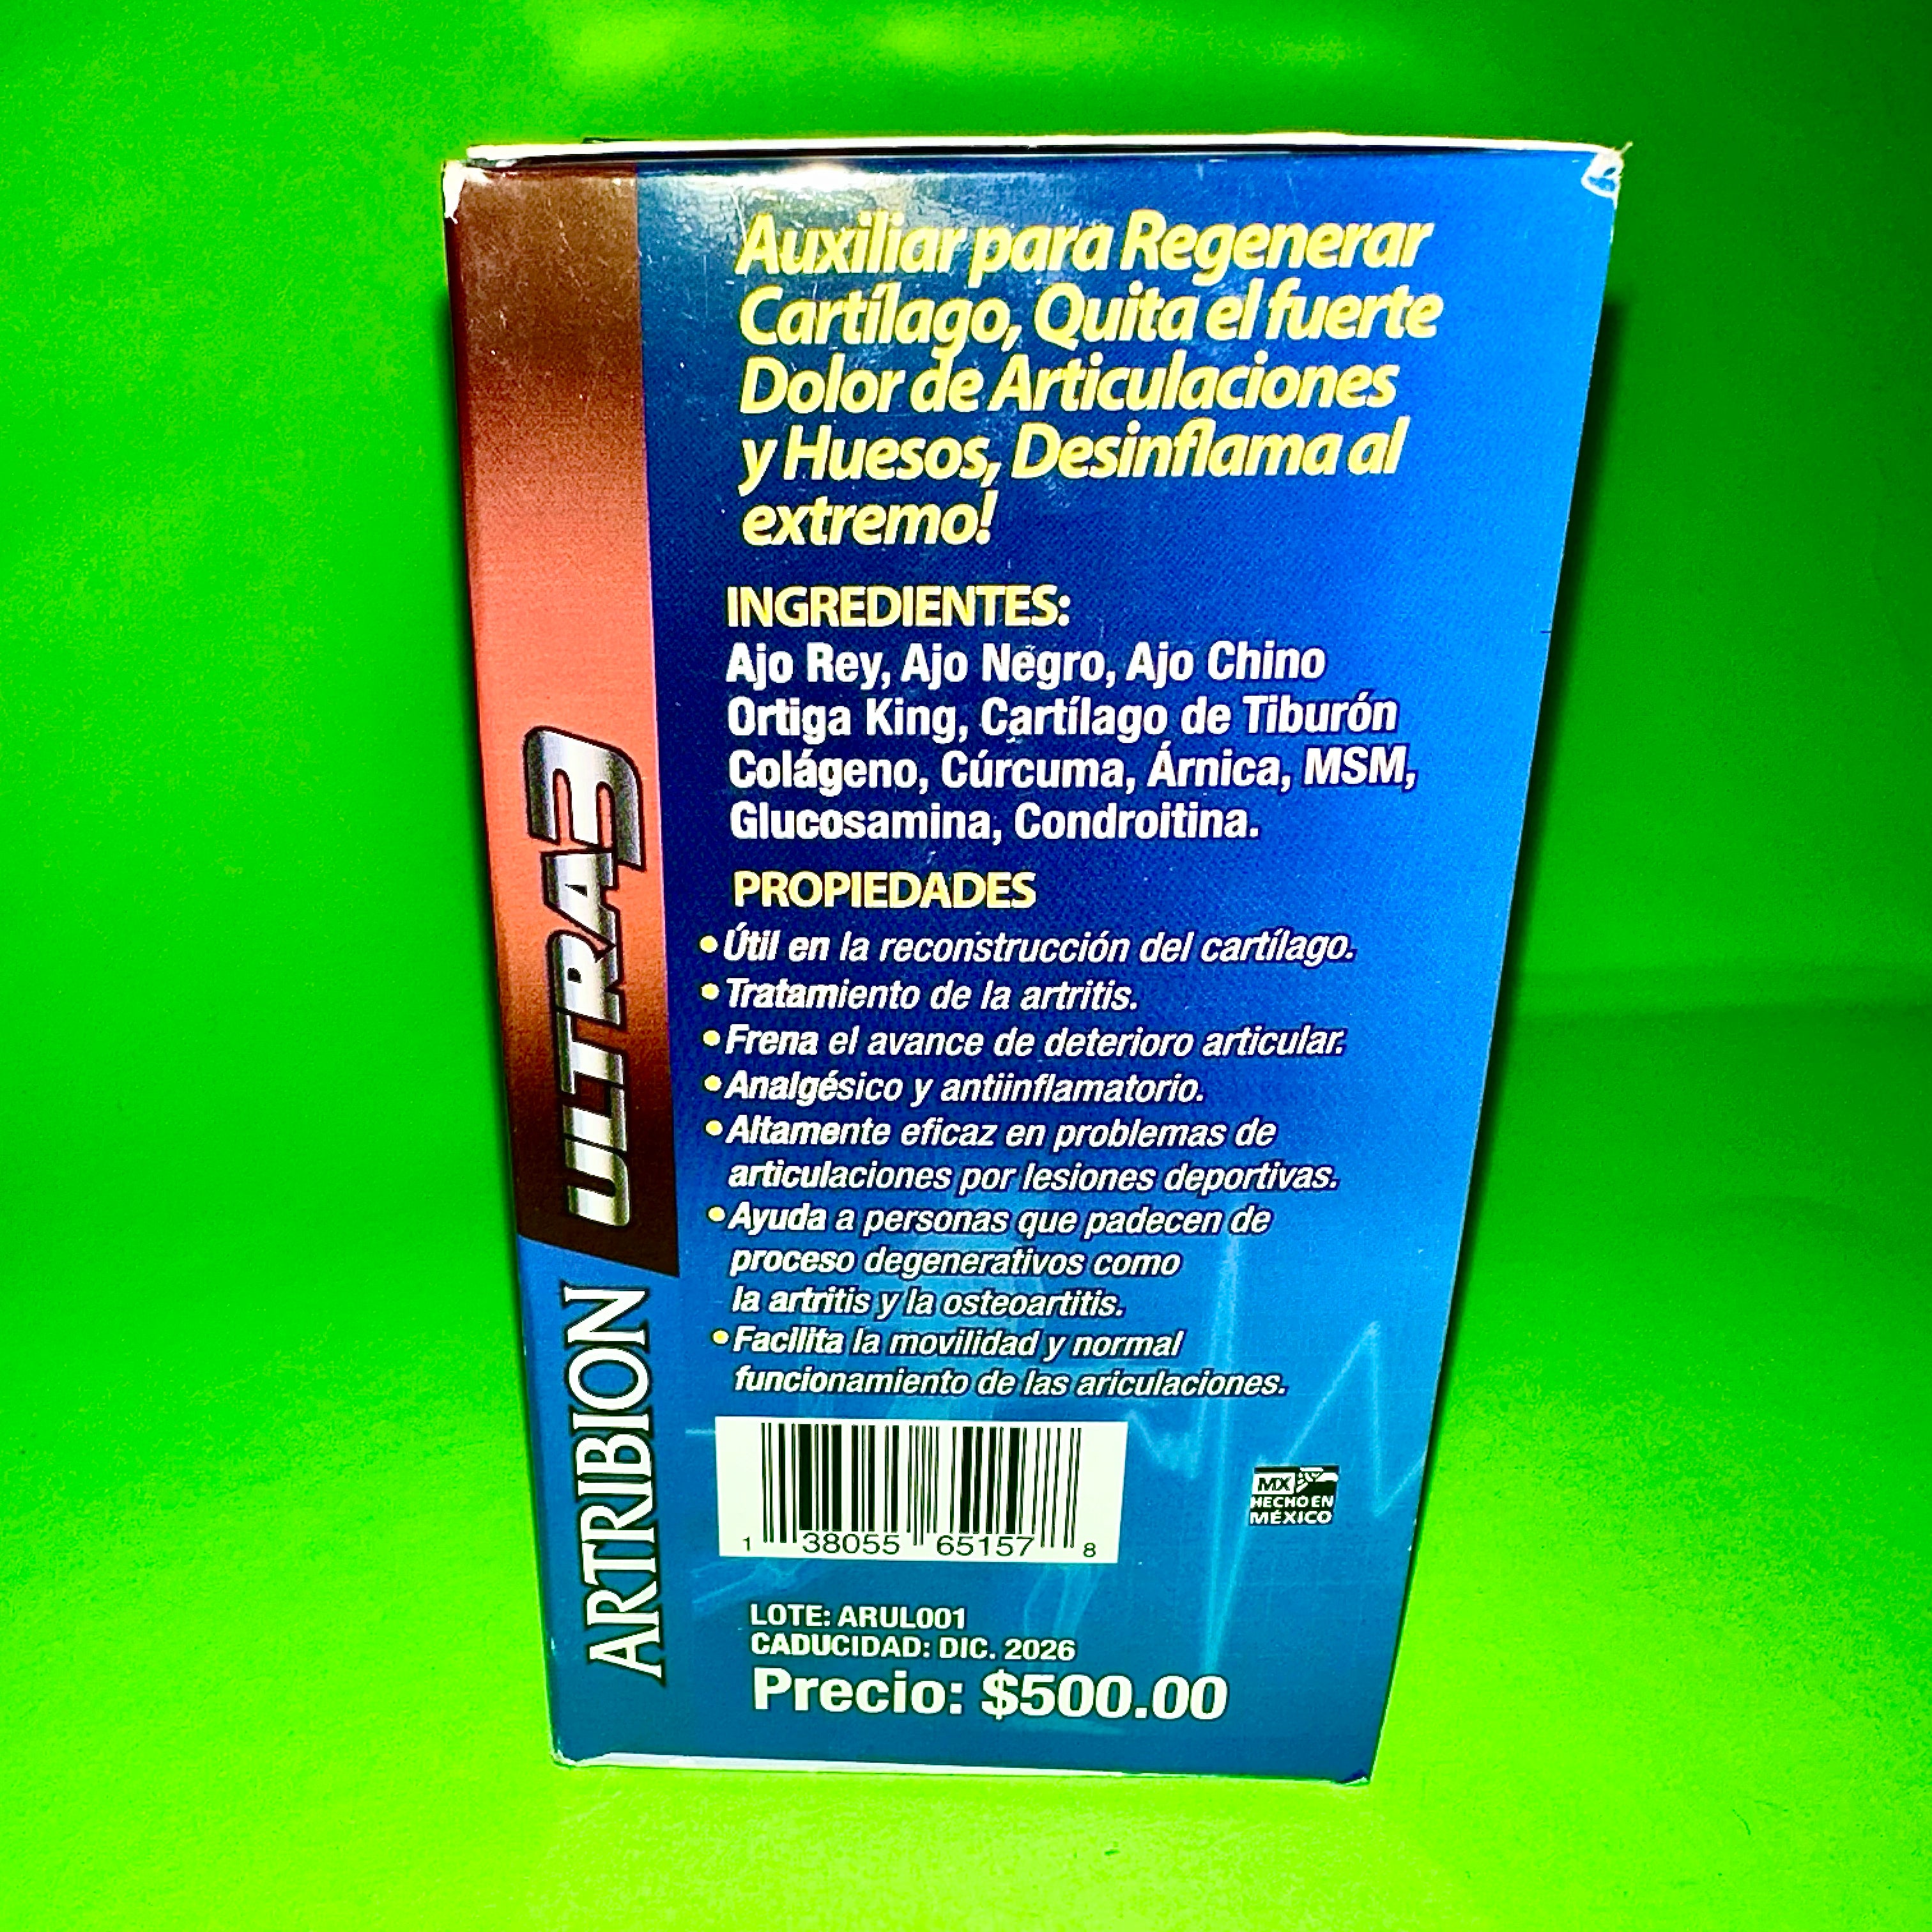 Auxiliar para Regenerar
Cartílago, Quita el fuerte
Dolor de Articulaciones
y Huesos, Desinflama al
extremo!
INGREDIENTES:
Ajo Rey, Ajo Negro, Ajo Chino
Ortiga King, Cartílago de Tiburón
Colágeno, Cúrcuma, Árnica, MSM,
Glucosamina, Condroitina.
PROPIEDADES
•Útil en la reconstrucción del cartílago.
•Tratamiento de la artritis.
•Frena el avance de deterioro articular.
•Analgésico y antiinflamatorio.
•Altamente eficaz en problemas de
articulaciones por lesiones deportivas.
•Ayuda a personas que padecen de
proceso degenerativos como
la artritis y la osteoartitis.
•Facilita la movilidad y normal
funcionamiento de las ariculaciones.
1 38055 65157 8
MX
HECHO EN
MÉXICO
LOTE: ARUL001
CADUCIDAD: DIC. 2026
Precio: $500.00
ARTRIBION ULTRA3